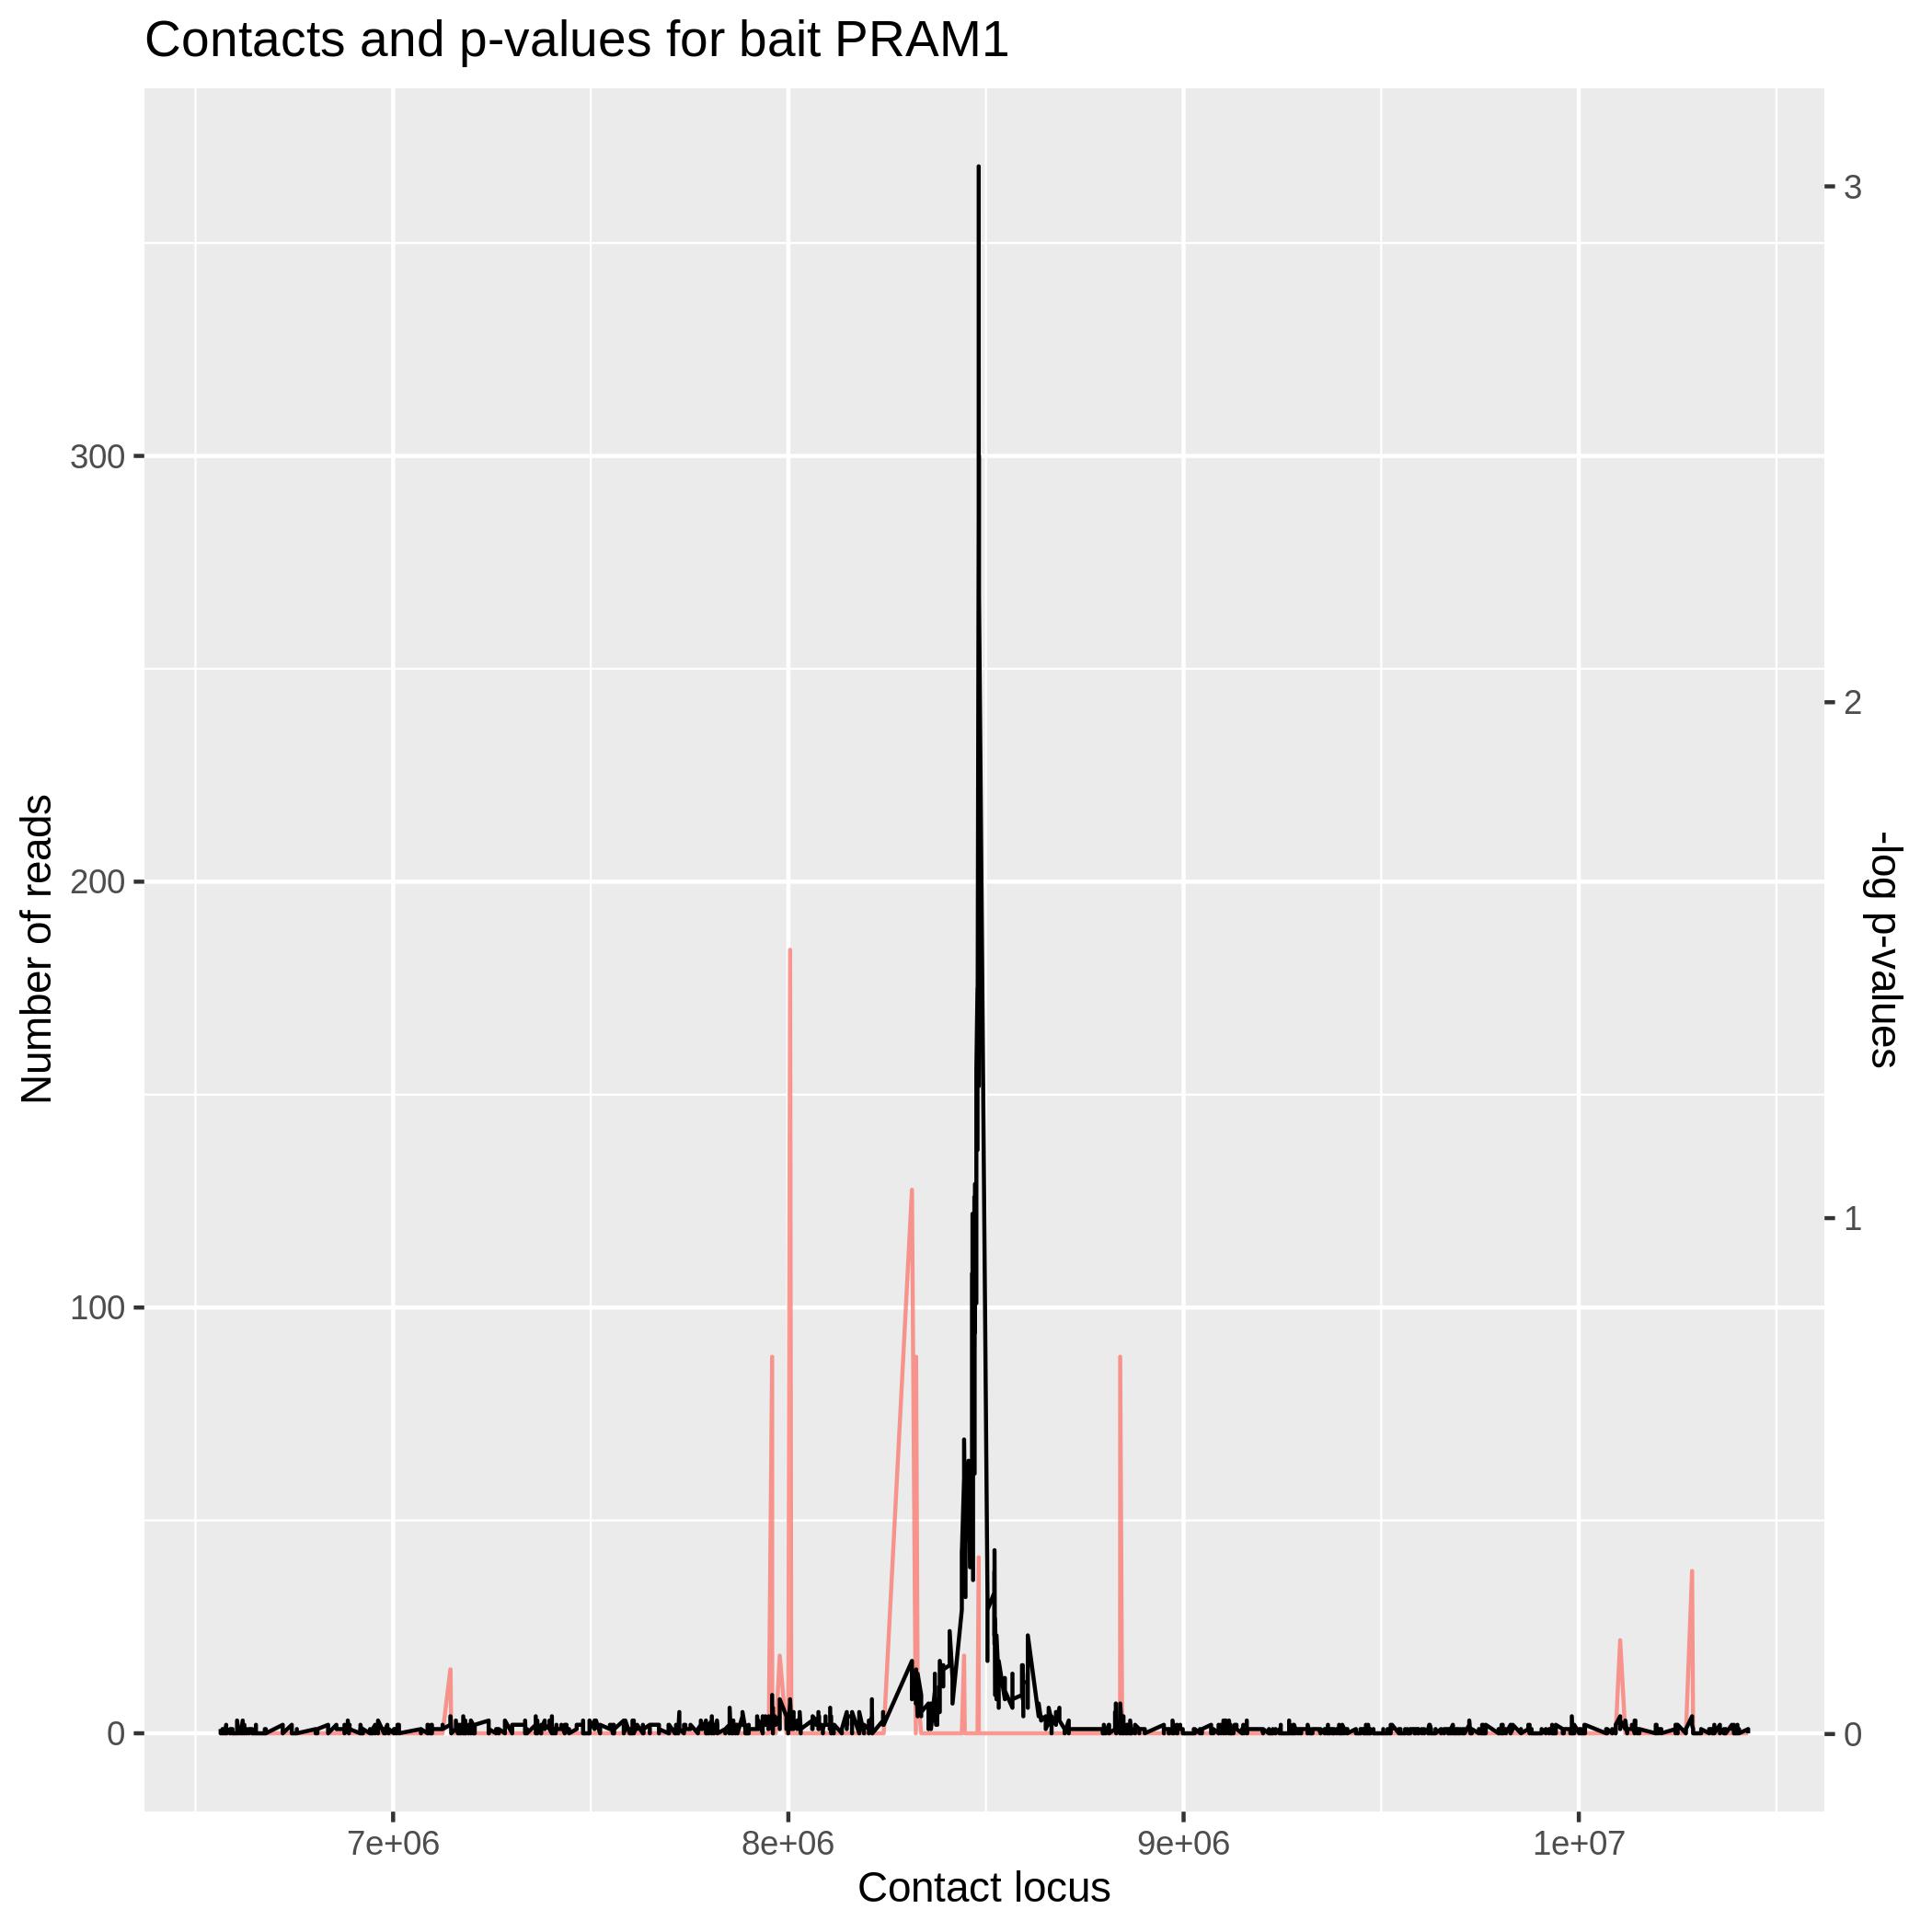 Contacts and p-values for bait PRAM1
Number of reads
300
200
100
0
3
2
1
0
-log p-values
7e+06
8e+06
9e+06
1e+07
Contact locus